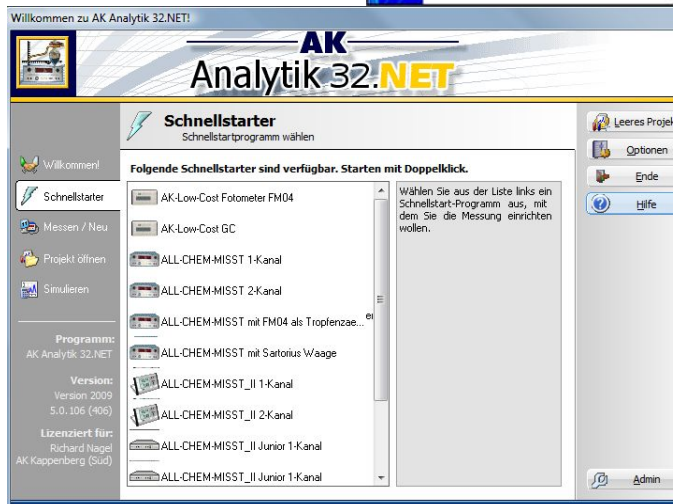 Willkommen zu AK Analytik 32.NET!
AK
Analytik 32.NET
Schnellstarter
Schnellstartprogramm wählen
Willkommen!
Schnellstarter
Messen / Neu
Projekt öffnen
Simulieren
Programm:
AK Analytik 32.NET
Version:
Version 2009
5.0.106 (406)
Lizenziert für:
Richard Nagel
AK Kappenberg (Süd)
Folgende Schnellstarter sind verfügbar. Starten mit Doppelklick.
AK-Low-Cost Fotometer FM04
AK-Low-Cost GC
ALL-CHEM-MISST 1-Kanal
ALL-CHEM-MISST 2-Kanal
ALL-CHEM-MISST mit FM04 als Tropfenzae...
ALL-CHEM-MISST mit Sartorius Waage
ALL-CHEM-MISST_II 1-Kanal
ALL-CHEM-MISST_II 2-Kanal
ALL-CHEM-MISST_II Junior 1-Kanal
ALL-CHEM-MISST_II Junior 1-Kanal
Wählen Sie aus der Liste links ein
Schnellstart-Programm aus, mit
dem Sie die Messung einrichten
wollen.
Leeres Projek
Optionen
Ende
Hilfe
Admin